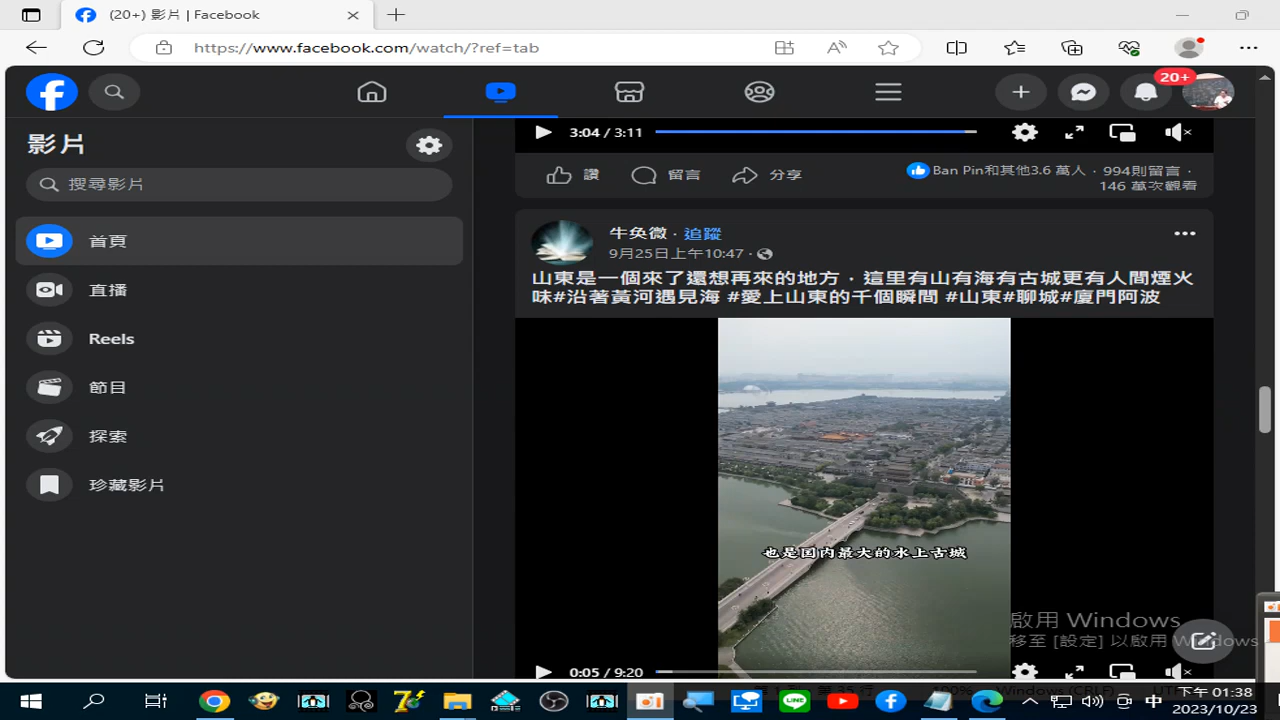 (20+) 影片 | Facebook
https://www.facebook.com/watch/?ref=tab
20+
影片
搜尋影片
首頁
直播
Reels
節目
探索
珍藏影片
3:04 / 3:11
讚
留言
分享
Ban Pin和其他3.6 萬人 · 994則留言 ·
146 萬次觀看
牛奐微 · 追蹤
9月25日上午10:47 ·
山東是一個來了還想再來的地方．這里有山有海有古城更有人間煙火
味#沿著黃河遇見海 #愛上山東的千個瞬間 #山東#聊城#廈門阿波
也是国内最大的水上古城
0:05 / 9:20
啟用 Windows
移至 [設定] 以啟用 Windows
中
下午 01:38
2023/10/23